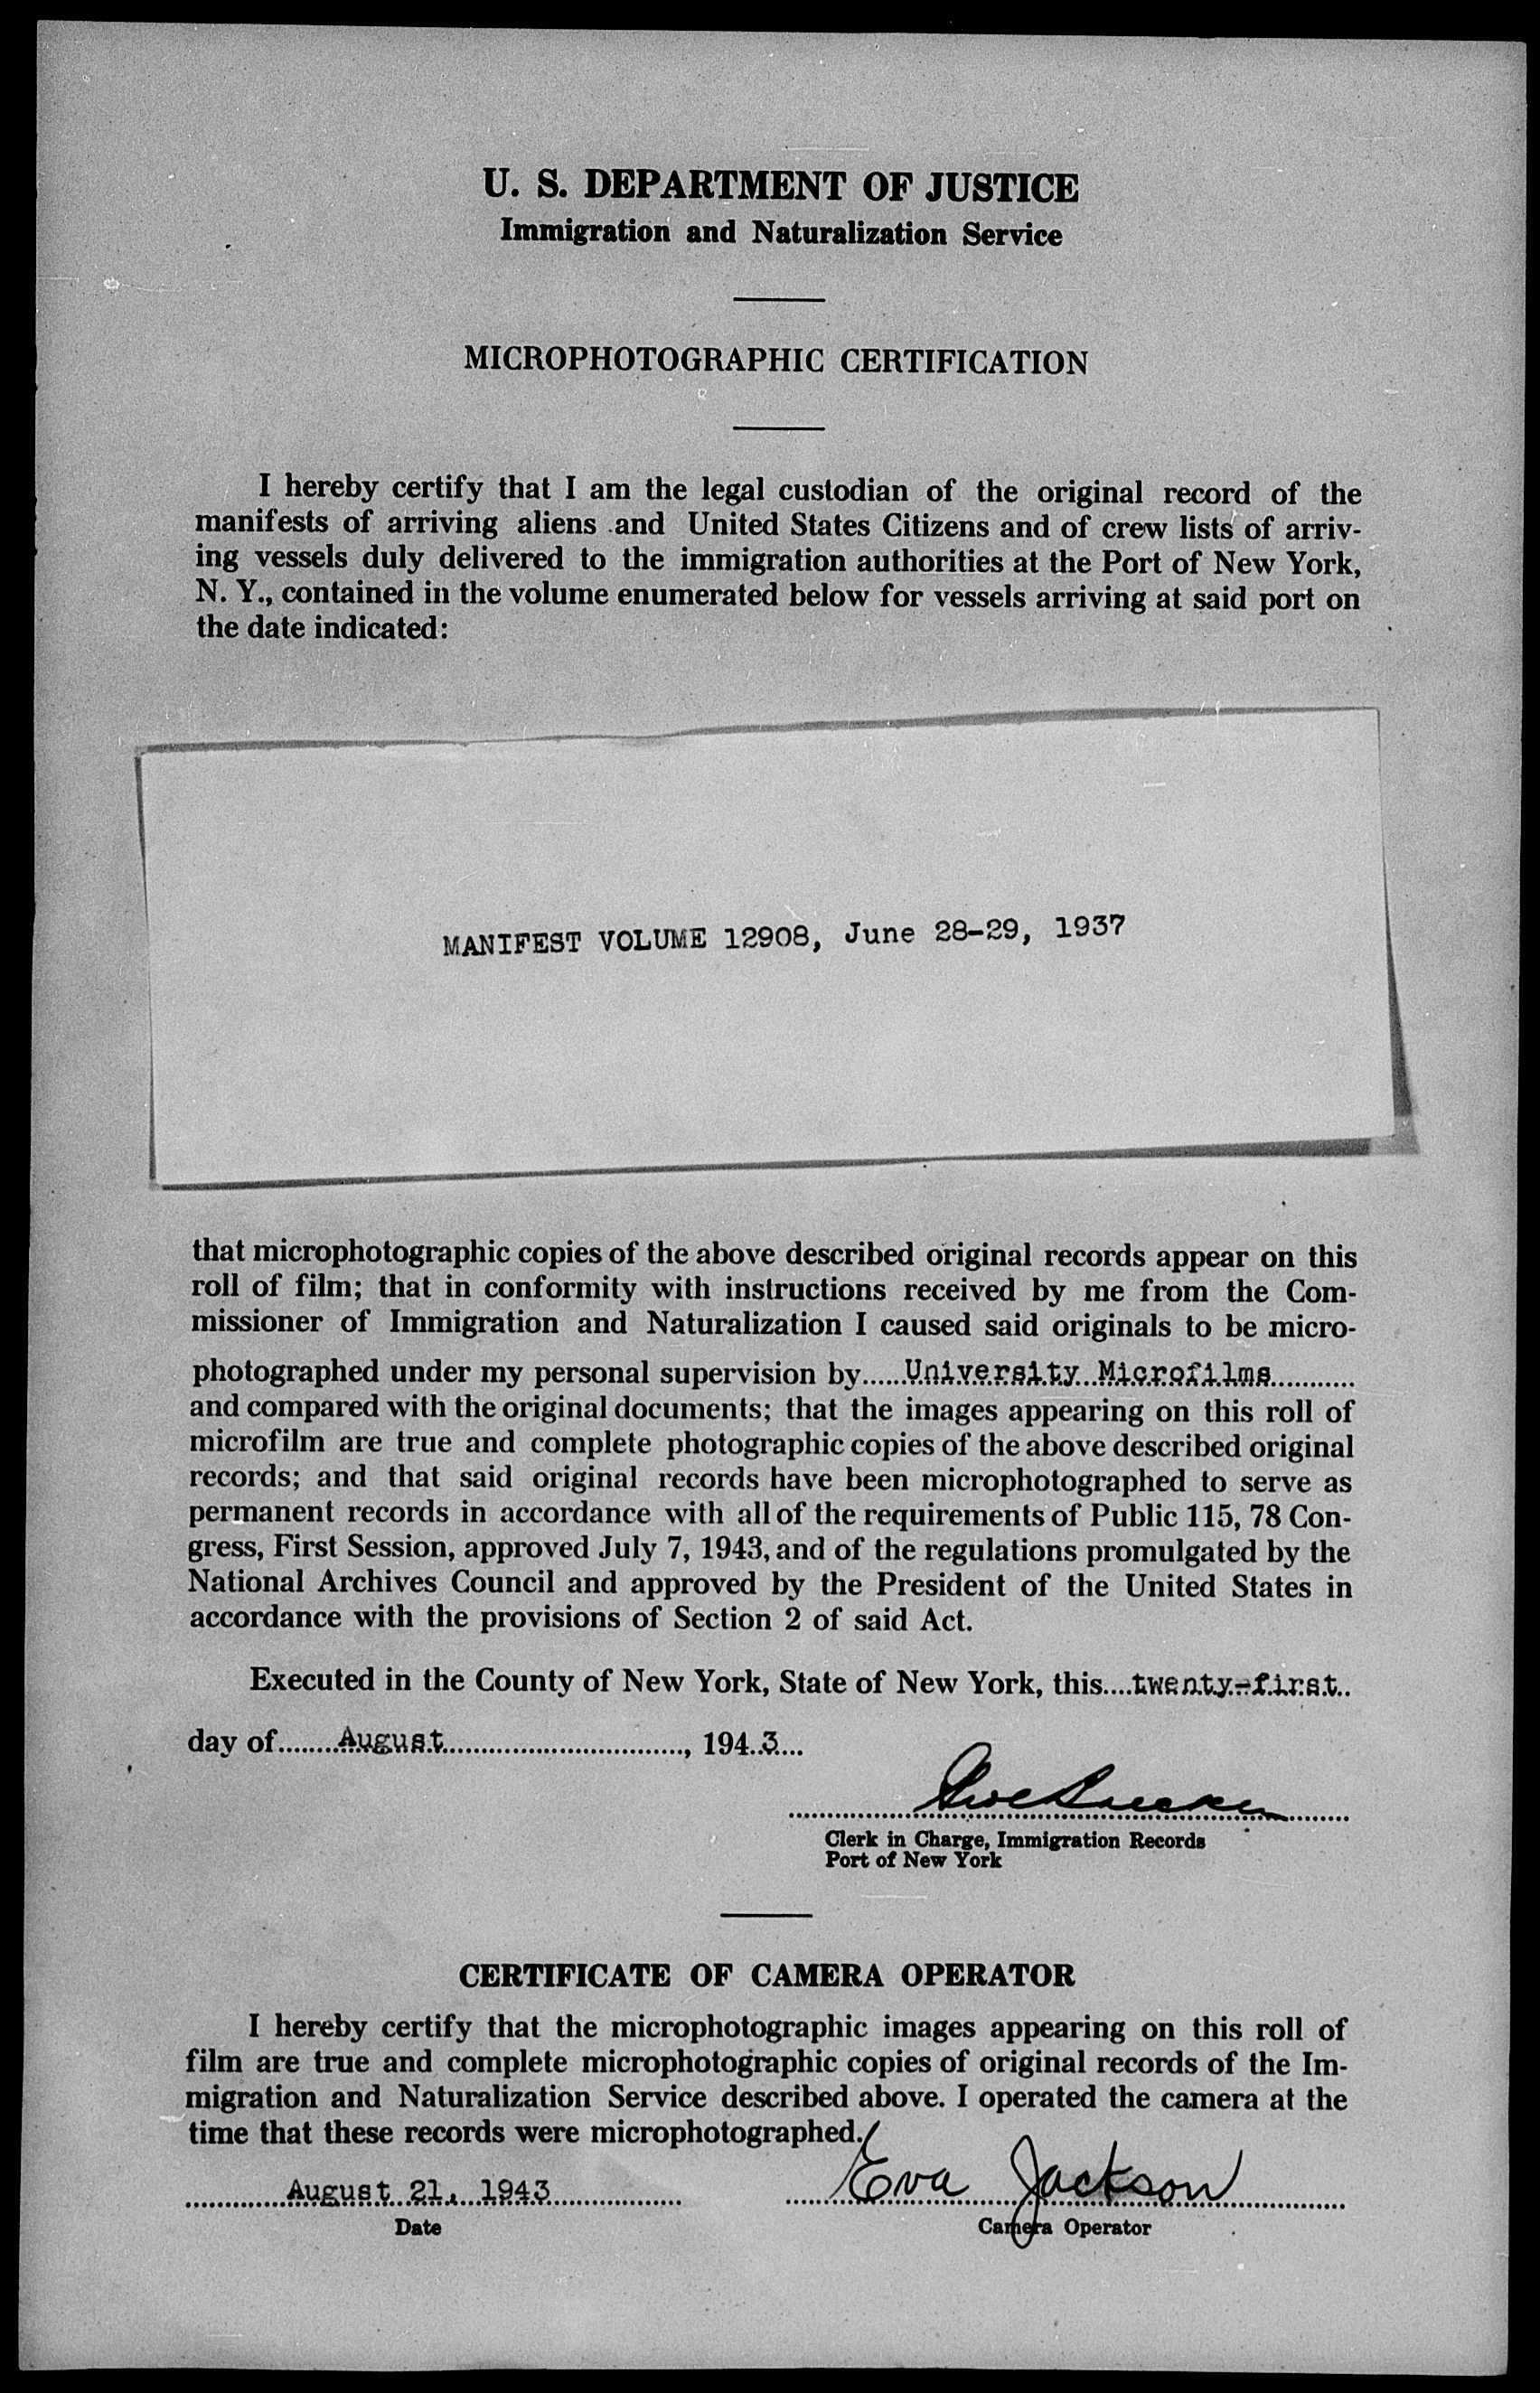 U. S. DEPARTMENT OF JUSTICE
Immigration and Naturalization Service
MICROPHOTOGRAPHIC CERTIFICATION
I hereby certify that I am the legal custodian of the original record of the
manifests of arriving aliens and United States Citizens and of crew lists of arriv-
ing vessels duly delivered to the immigration authorities at the Port of New York,
N. Y., contained in the volume enumerated below for vessels arriving at said port on
the date indicated:
MANIFEST VOLUME 12908, June 28-29, 1937
that microphotographic copies of the above described original records appear on this
roll of film; that in conformity with instructions received by me from the Com-
missioner of Immigration and Naturalization I caused said originals to be micro-
photographed under my personal supervision by......University Microfilms...........
and compared with the original documents; that the images appearing on this roll of
microfilm are true and complete photographic copies of the above described original
records; and that said original records have been microphotographed to serve as
permanent records in accordance with all of the requirements of Public 115, 78 Con-
gress, First Session, approved July 7, 1943, and of the regulations promulgated by the
National Archives Council and approved by the President of the United States in
accordance with the provisions of Section 2 of said Act.
Executed in the County of New York, State of New York, this....twenty-first..
day of........August..............................., 194..3....
Clerk in Charge, Immigration Records
Port of New York
CERTIFICATE OF CAMERA OPERATOR
I hereby certify that the microphotographic images appearing on this roll of
film are true and complete microphotographic copies of original records of the Im-
migration and Naturalization Service described above. I operated the camera at the
time that these records were microphotographed.
August 21, 1943 Eva Jackson
Date Camera Operator